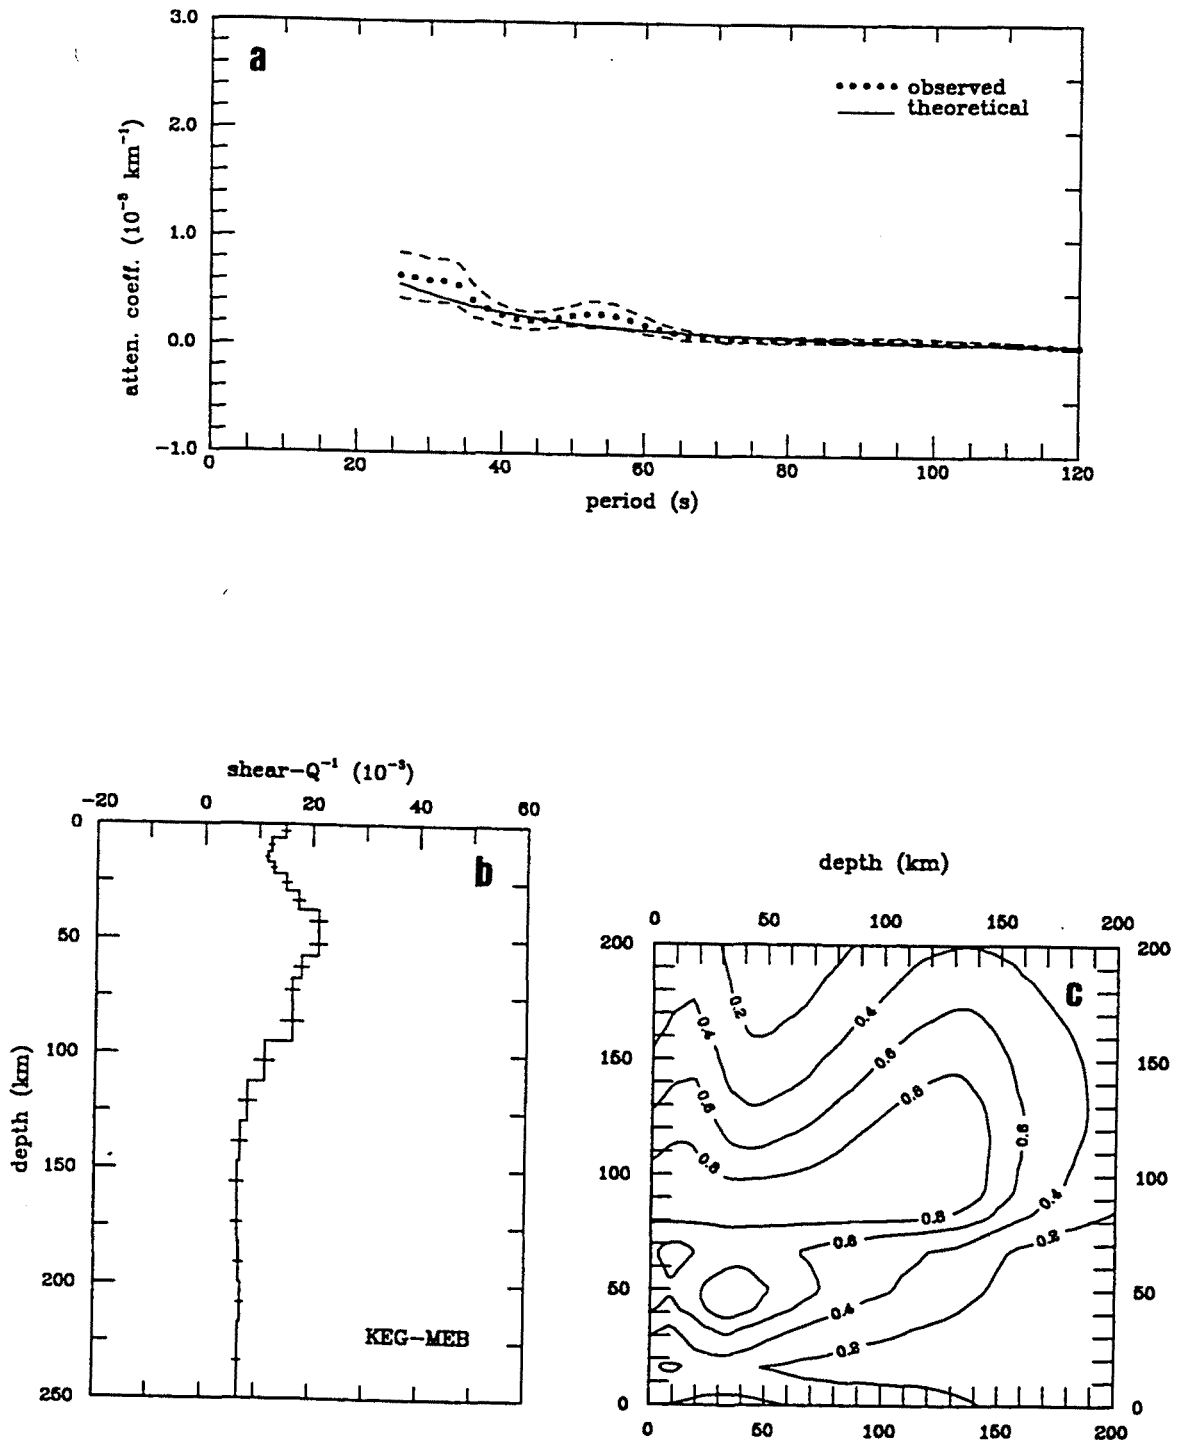 3.0
a
•••••• observed
theoretical
2.0
1.0
0.0
-1.0
atten. coeff. (10⁻³ km⁻¹)
0 20 40 60 80 100 120
period (s)
shear-Q⁻¹ (10⁻³)
-20 0 20 40 60
0
50
100
150
200
250
depth (km)
b
KEG-MEB
depth (km)
0 50 100 150 200
200 200
c
150 150
100 100
50 50
0 0
0.2
0.4
0.4
0.6
0.6
0.6
0.8
0.8
0.8
0.4
0.6
0.2
0.4
0.2
0 50 100 150 200